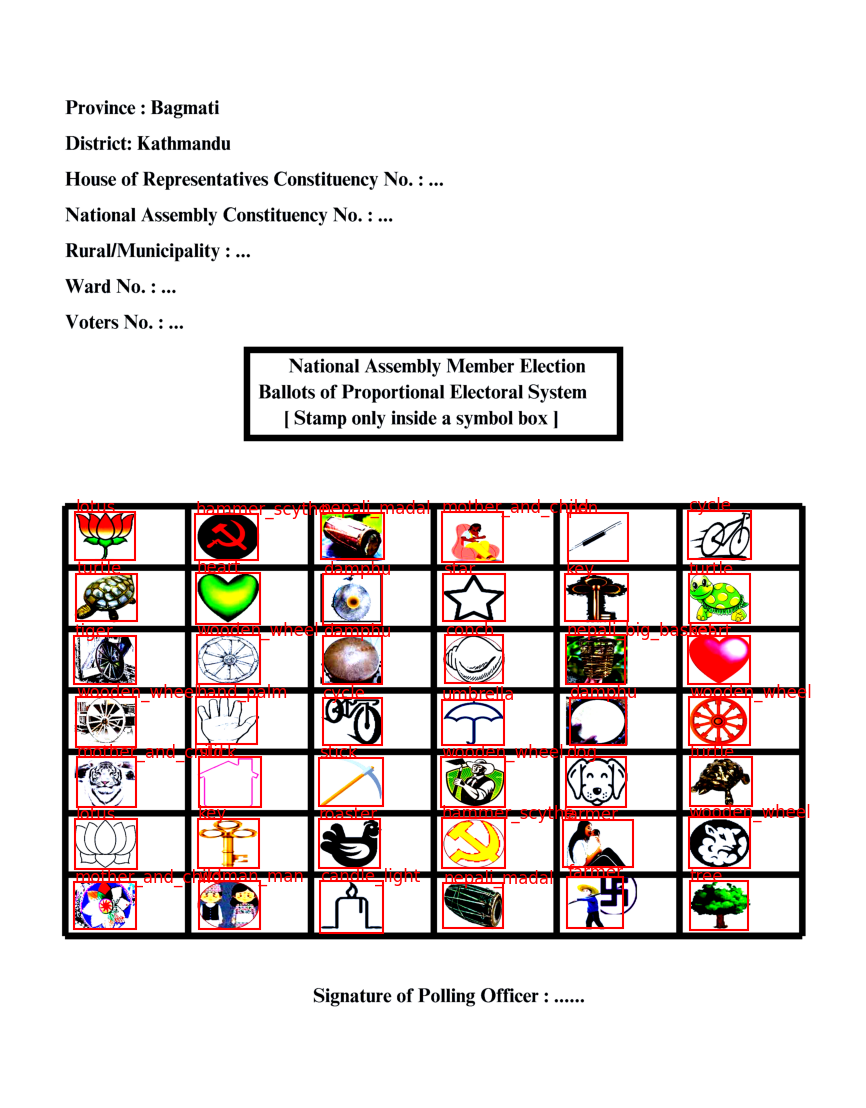 Province : Bagmati
District: Kathmandu
House of Representatives Constituency No. : ...
National Assembly Constituency No. : ...
Rural/Municipality : ...
Ward No. : ...
Voters No. : ...
National Assembly Member Election
Ballots of Proportional Electoral System
[ Stamp only inside a symbol box ]
lotus hammer_scythe nepali_madal mother_and_child cycle
turtle heart damphu star key turtle
tiger wooden_wheel damphu conch nepali_big_basket
wooden_wheel hand_palm cycle umbrella damphu wooden_wheel
mother_and_child stick wooden_wheel dog turtle
lotus key hammer_scythe farmer wooden_wheel
mother_and_child woman_man candle_light nepali_madal farmer tree
Signature of Polling Officer : ......